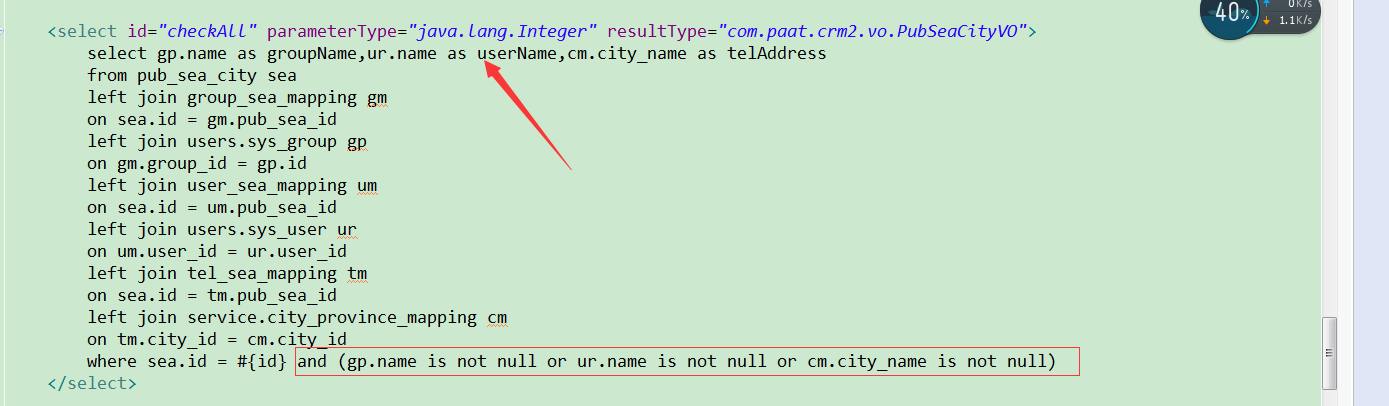 <select id="checkAll" parameterType="java.lang.Integer" resultType="com.paat.crm2.vo.PubSeaCityVO">
select gp.name as groupName,ur.name as userName,cm.city_name as telAddress
from pub_sea_city sea
left join group_sea_mapping gm
on sea.id = gm.pub_sea_id
left join users.sys_group gp
on gm.group_id = gp.id
left join user_sea_mapping um
on sea.id = um.pub_sea_id
left join users.sys_user ur
on um.user_id = ur.user_id
left join tel_sea_mapping tm
on sea.id = tm.pub_sea_id
left join service.city_province_mapping cm
on tm.city_id = cm.city_id
where sea.id = #{id} and (gp.name is not null or ur.name is not null or cm.city_name is not null)
</select>
40%
0K/s
1.1K/s